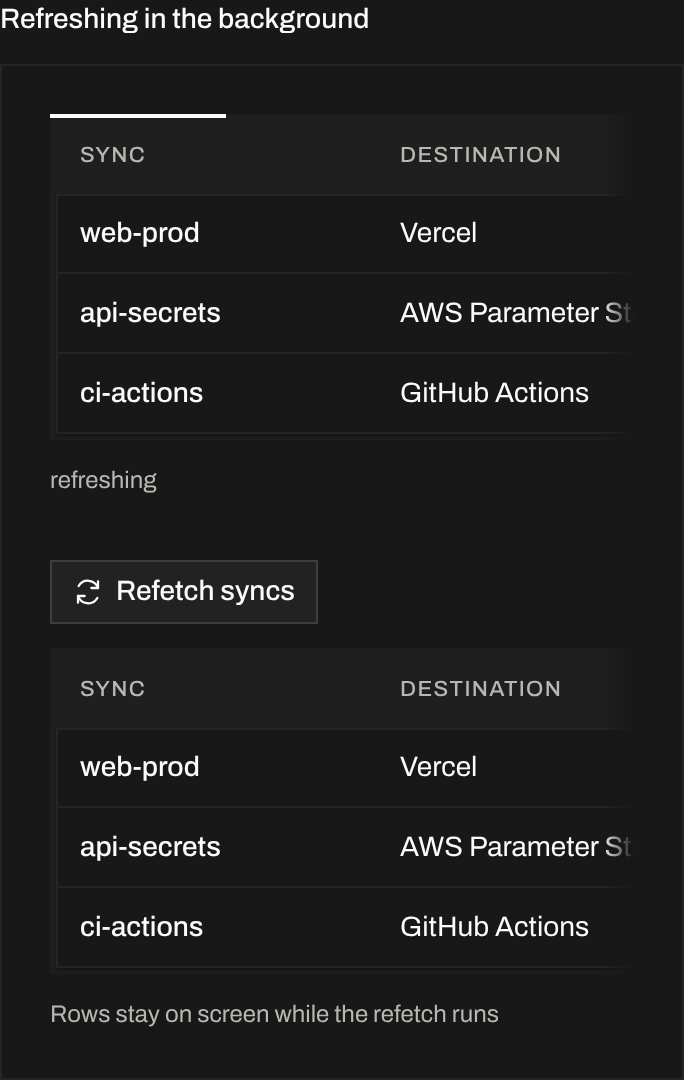 Refreshing in the background
SYNC DESTINATION
web-prod Vercel
api-secrets AWS Parameter St
ci-actions GitHub Actions
refreshing
Refetch syncs
SYNC DESTINATION
web-prod Vercel
api-secrets AWS Parameter St
ci-actions GitHub Actions
Rows stay on screen while the refetch runs